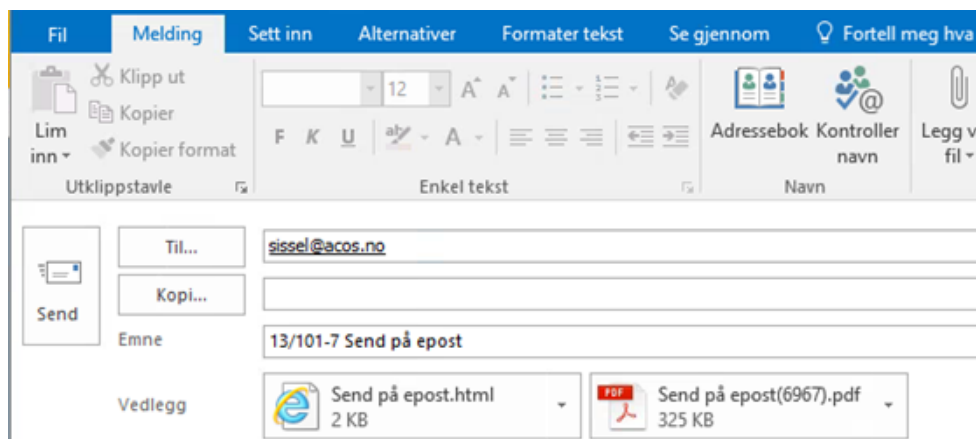 Fil Melding Sett inn Alternativer Formater tekst Se gjennom Fortell meg hva
Klipp ut
Kopier
Kopier format
Lim
inn
Utklippstavle
12
F K U
Enkel tekst
Adressebok
Kontroller
navn
Navn
Legg v
fil
Send
Til...
sissel@acos.no
Kopi...
Emne
13/101-7 Send på epost
Vedlegg
Send på epost.html
2 KB
PDF
Send på epost(6967).pdf
325 KB